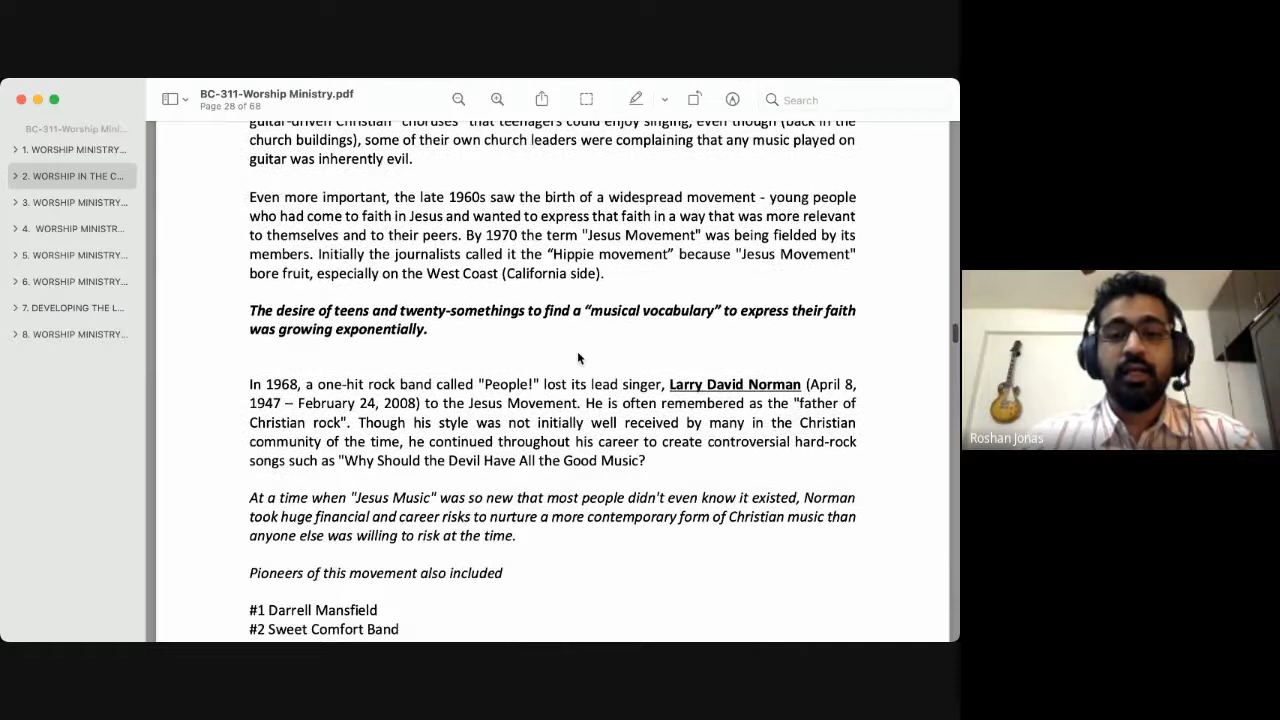 BC-311-Worship Ministry.pdf
Page 28 of 68
Search
BC-311-Worship Mini...
1. WORSHIP MINISTRY...
2. WORSHIP IN THE C...
3. WORSHIP MINISTRY...
4. WORSHIP MINISTR...
5. WORSHIP MINISTRY...
6. WORSHIP MINISTRY...
7. DEVELOPING THE L...
8. WORSHIP MINISTRY...
guitar-driven Christian "choruses" that teenagers could enjoy singing, even though (back in the
church buildings), some of their own church leaders were complaining that any music played on
guitar was inherently evil.
Even more important, the late 1960s saw the birth of a widespread movement - young people
who had come to faith in Jesus and wanted to express that faith in a way that was more relevant
to themselves and to their peers. By 1970 the term "Jesus Movement" was being fielded by its
members. Initially the journalists called it the “Hippie movement” because "Jesus Movement"
bore fruit, especially on the West Coast (California side).
The desire of teens and twenty-somethings to find a “musical vocabulary” to express their faith
was growing exponentially.
In 1968, a one-hit rock band called "People!" lost its lead singer, Larry David Norman (April 8,
1947 – February 24, 2008) to the Jesus Movement. He is often remembered as the "father of
Christian rock". Though his style was not initially well received by many in the Christian
community of the time, he continued throughout his career to create controversial hard-rock
songs such as "Why Should the Devil Have All the Good Music?
At a time when "Jesus Music" was so new that most people didn't even know it existed, Norman
took huge financial and career risks to nurture a more contemporary form of Christian music than
anyone else was willing to risk at the time.
Pioneers of this movement also included
#1 Darrell Mansfield
#2 Sweet Comfort Band
Roshan Jonas